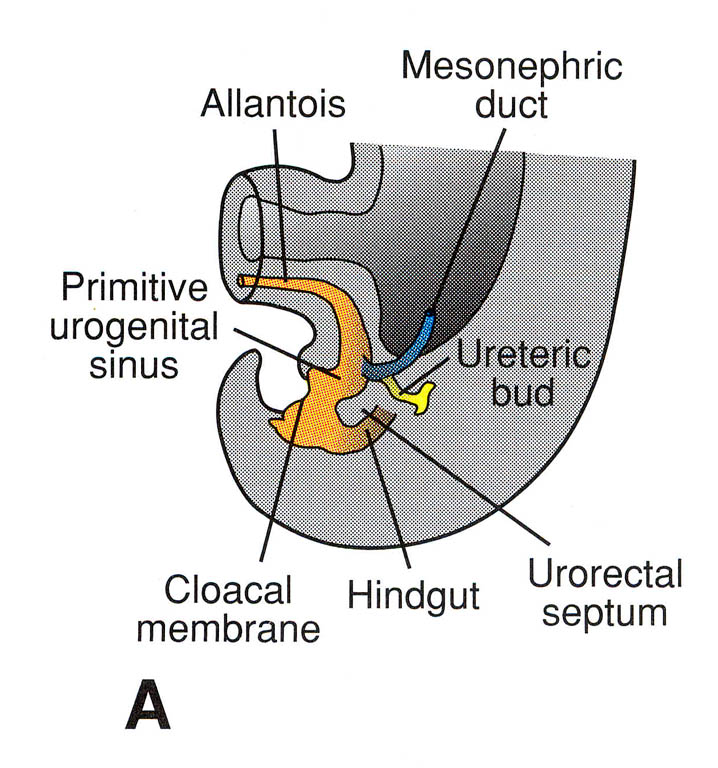 Mesonephric
duct
Allantois
Primitive
urogenital
sinus
Ureteric
bud
Cloacal
membrane
Hindgut
Urorectal
septum
A